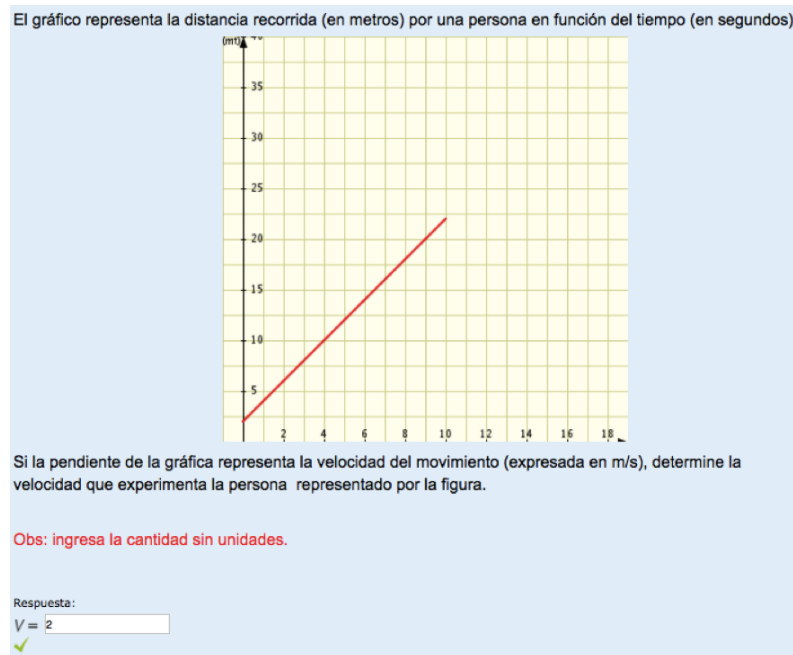 El gráfico representa la distancia recorrida (en metros) por una persona en función del tiempo (en segundos)
(mt)
35
30
25
20
15
10
5
2 4 6 8 10 12 14 16 18
Si la pendiente de la gráfica representa la velocidad del movimiento (expresada en m/s), determine la
velocidad que experimenta la persona representado por la figura.
Obs: ingresa la cantidad sin unidades.
Respuesta:
V = 2